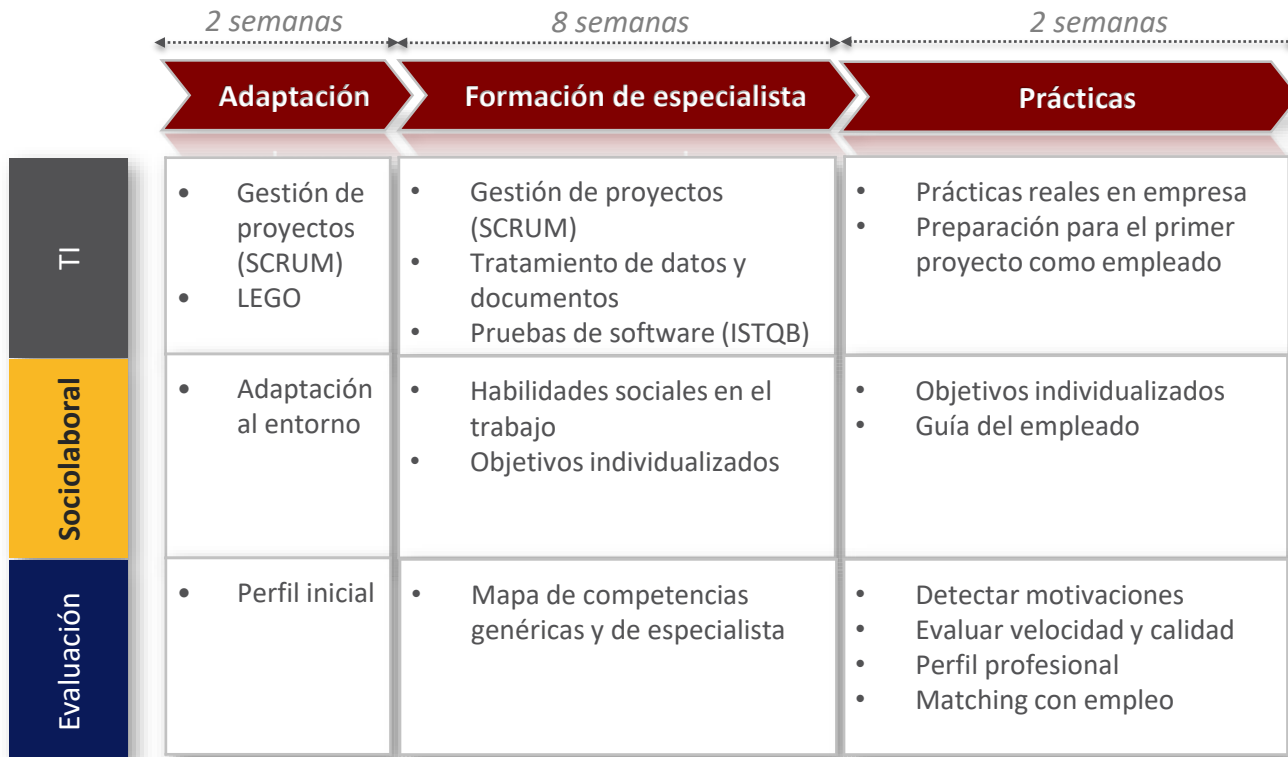 2 semanas
8 semanas
2 semanas
Adaptación
Formación de especialista
Prácticas
TI
• Gestión de
proyectos
(SCRUM)
• LEGO
• Gestión de proyectos
(SCRUM)
• Tratamiento de datos y
documentos
• Pruebas de software (ISTQB)
• Prácticas reales en empresa
• Preparación para el primer
proyecto como empleado
Sociolaboral
• Adaptación
al entorno
• Habilidades sociales en el
trabajo
• Objetivos individualizados
• Objetivos individualizados
• Guía del empleado
Evaluación
• Perfil inicial
• Mapa de competencias
genéricas y de especialista
• Detectar motivaciones
• Evaluar velocidad y calidad
• Perfil profesional
• Matching con empleo